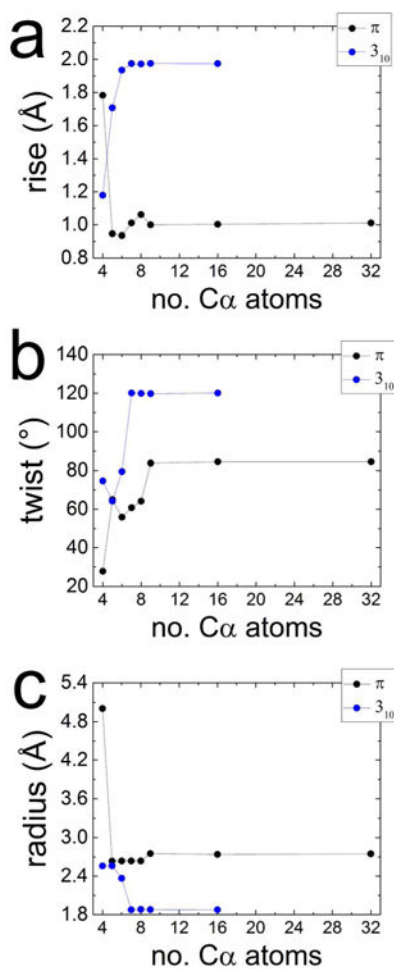 a
π
3₁₀
rise (Å)
2.2
2.0
1.8
1.6
1.4
1.2
1.0
0.8
4 8 12 16 20 24 28 32
no. Cα atoms
b
π
3₁₀
twist (°)
140
120
100
80
60
40
20
4 8 12 16 20 24 28 32
no. Cα atoms
c
π
3₁₀
radius (Å)
5.4
4.8
4.2
3.6
3.0
2.4
1.8
4 8 12 16 20 24 28 32
no. Cα atoms